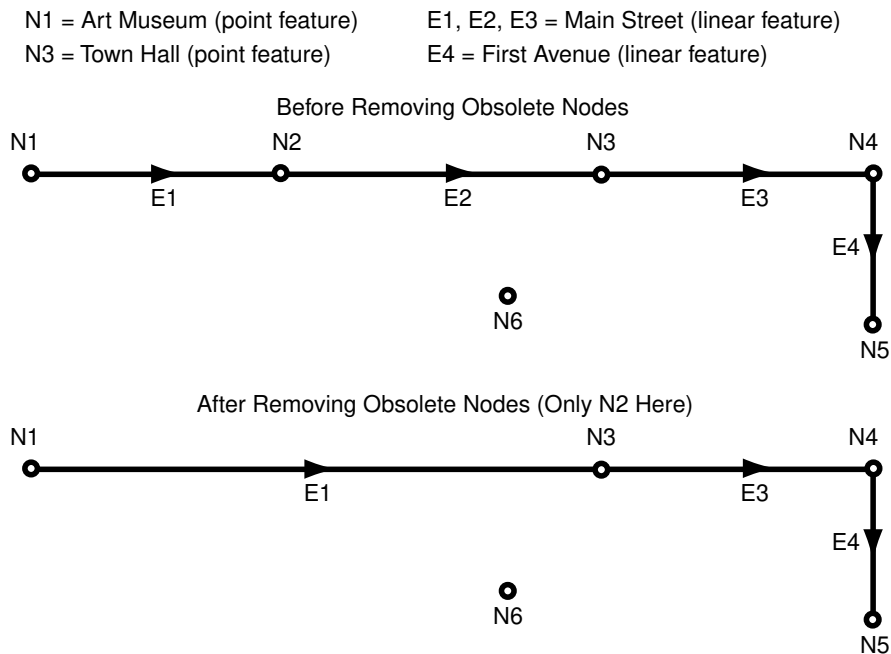 N1 = Art Museum (point feature) E1, E2, E3 = Main Street (linear feature)
N3 = Town Hall (point feature) E4 = First Avenue (linear feature)
Before Removing Obsolete Nodes
N1 N2 N3 N4
E1 E2 E3
E4
N6
N5
After Removing Obsolete Nodes (Only N2 Here)
N1 N3 N4
E1 E3
E4
N6
N5